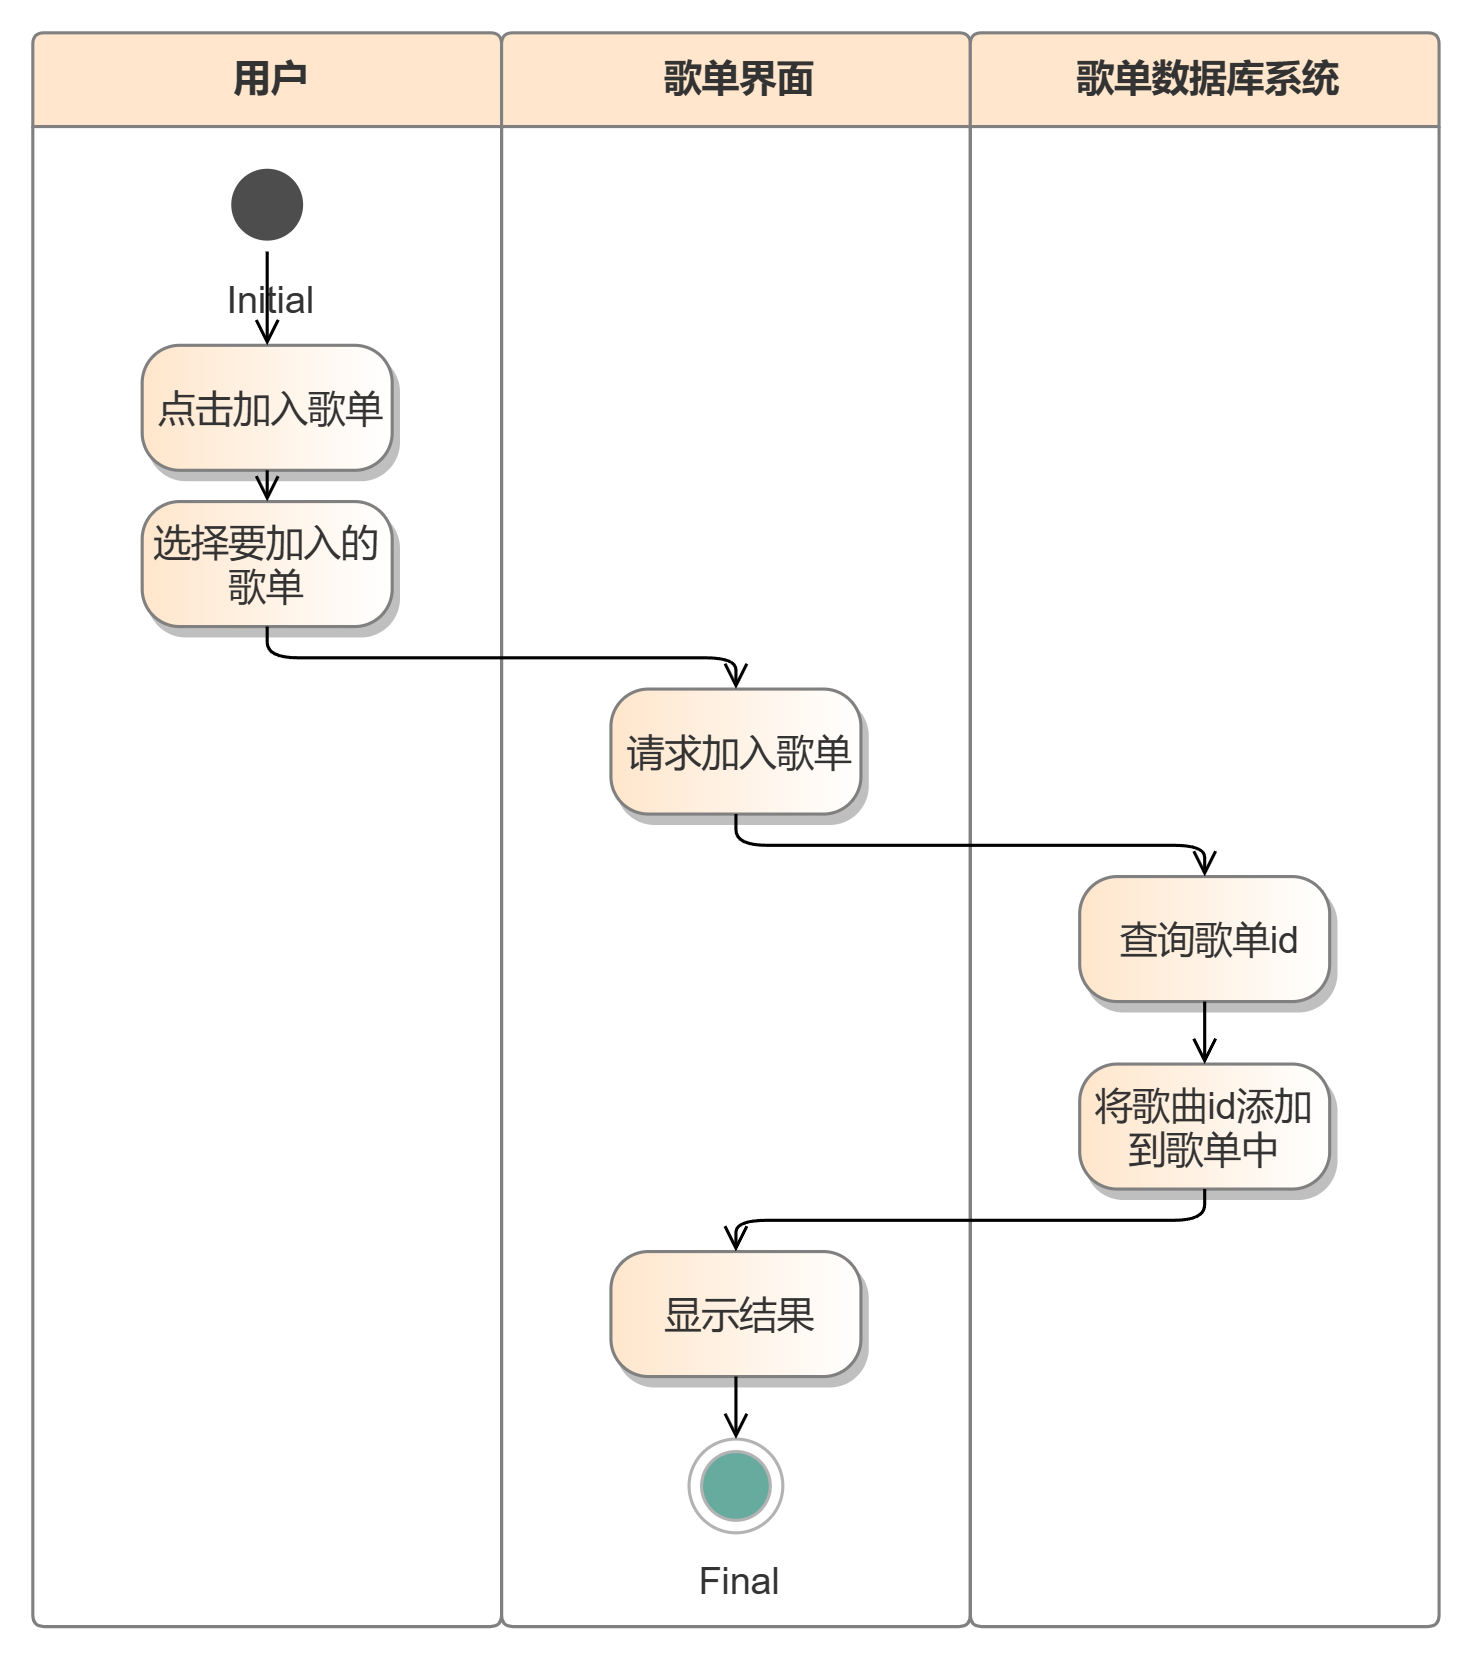 用户
歌单界面
歌单数据库系统
Initial
点击加入歌单
选择要加入的
歌单
请求加入歌单
查询歌单id
将歌曲id添加
到歌单中
显示结果
Final